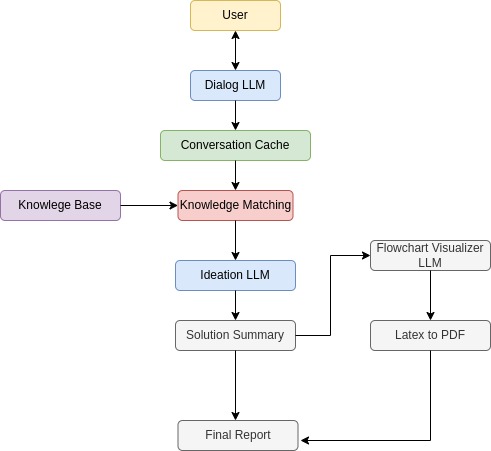 User
Dialog LLM
Conversation Cache
Knowlege Base
Knowledge Matching
Ideation LLM
Flowchart Visualizer
LLM
Solution Summary
Latex to PDF
Final Report